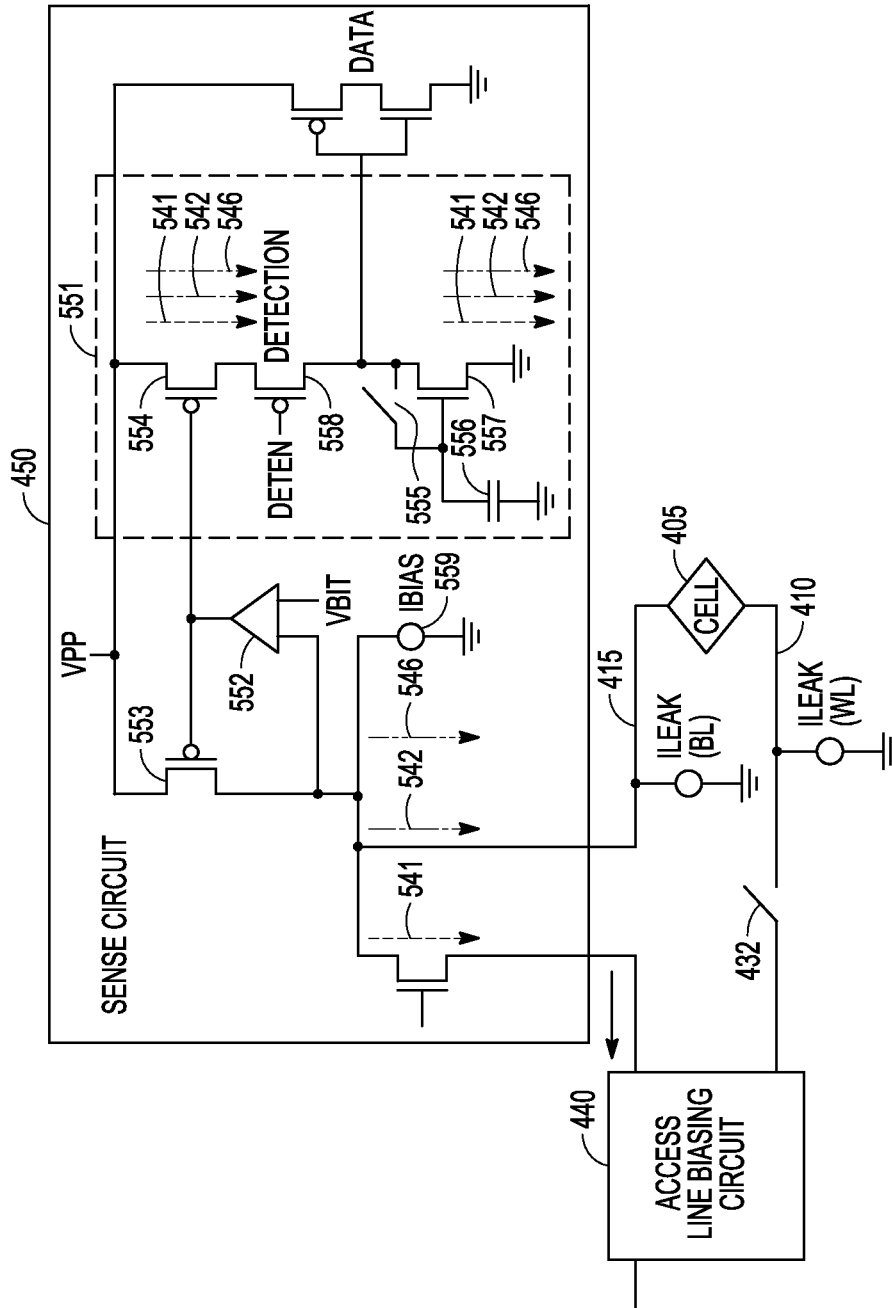 450
SENSE CIRCUIT
VPP
551
553
554
541
542
546
DETECTION
DATA
552
VBIT
DETEN
558
555
556
557
541
542
546
541
542
546
IBIAS
559
415
405
CELL
410
ILEAK
(BL)
ILEAK
(WL)
432
440
ACCESS
LINE BIASING
CIRCUIT